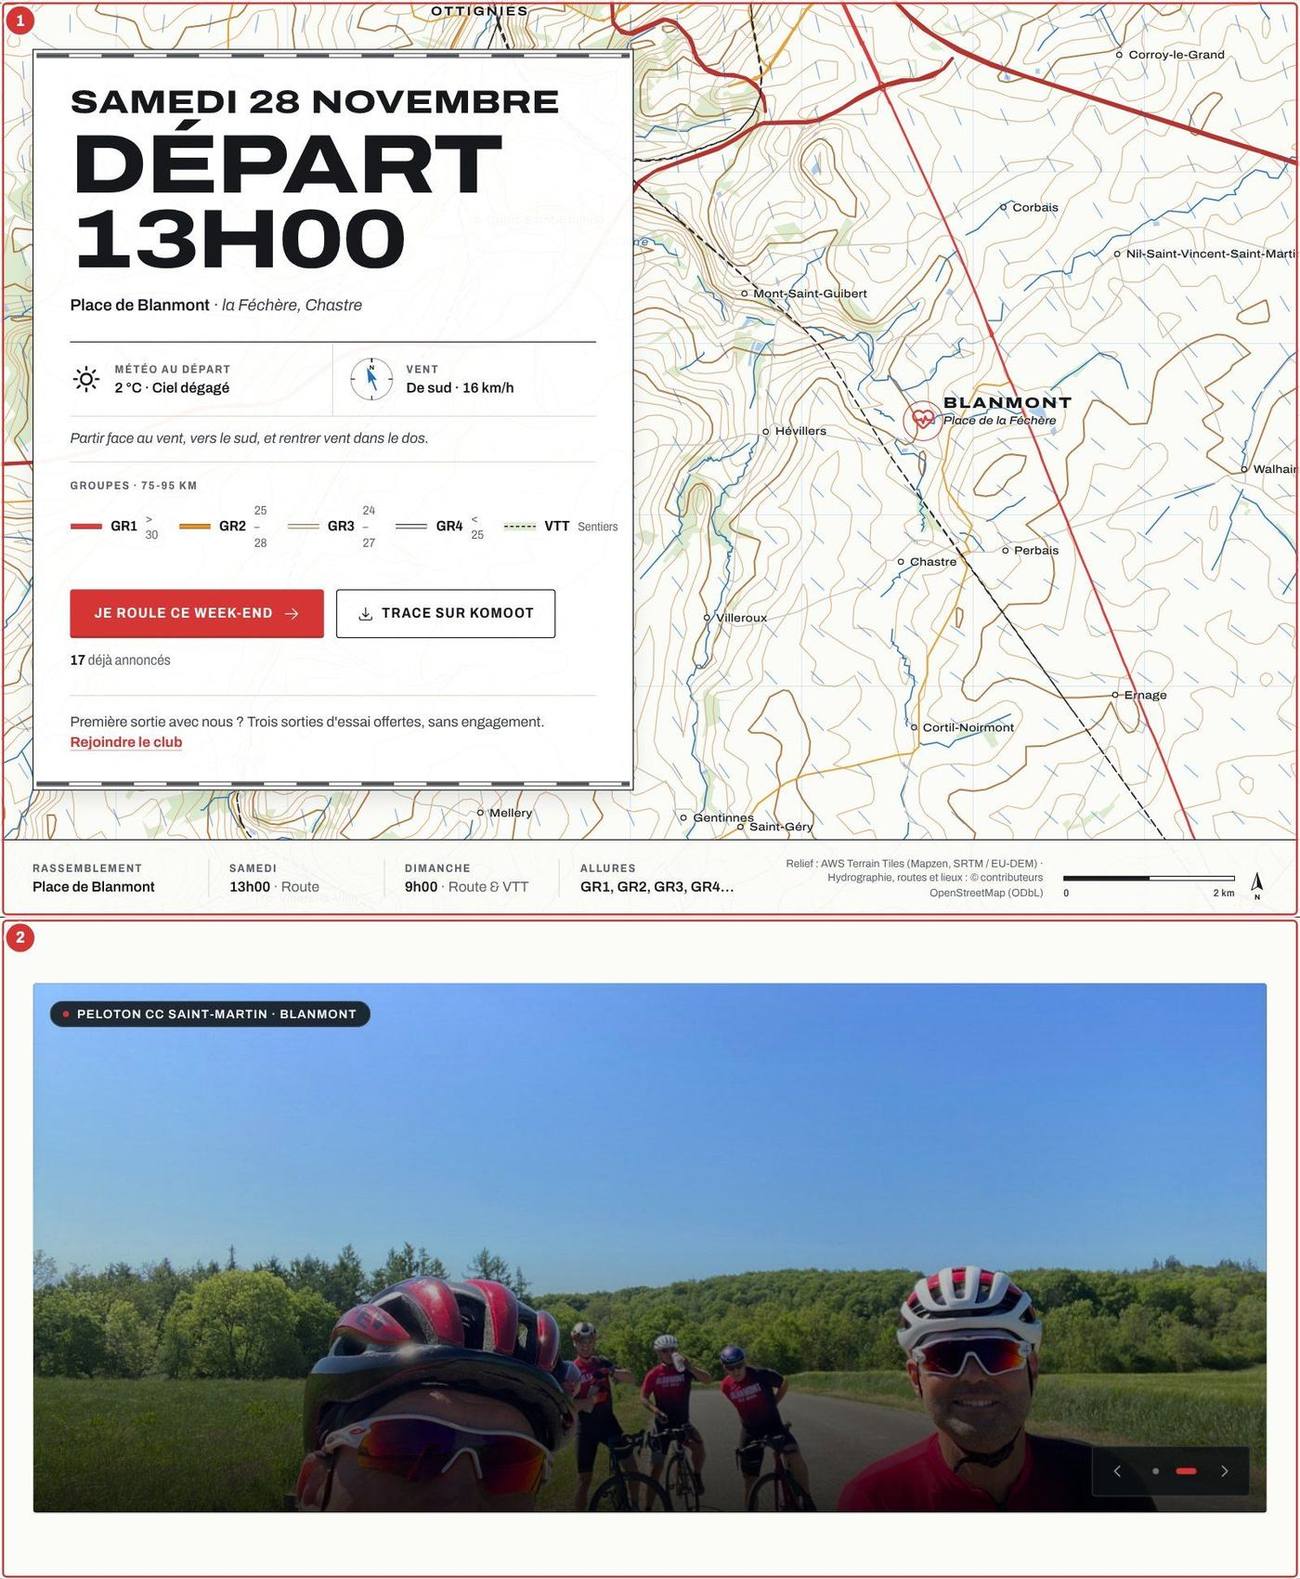 1
OTTIGNIES
Corroy-le-Grand
SAMEDI 28 NOVEMBRE
DÉPART
13H00
Place de Blanmont · la Féchère, Chastre
Corbais
Nil-Saint-Vincent-Saint-Marti
Mont-Saint-Guibert
MÉTÉO AU DÉPART
2 °C · Ciel dégagé
N
VENT
De sud · 16 km/h
BLANMONT
Place de la Féchère
Partir face au vent, vers le sud, et rentrer vent dans le dos.
Hévillers
Walhain
GROUPES · 75-95 KM
GR1 > 30
GR2 25 – 28
GR3 24 – 27
GR4 < 25
VTT Sentiers
Chastre
Perbais
JE ROULE CE WEEK-END →
TRACE SUR KOMOOT
Villeroux
17 déjà annoncés
Ernage
Première sortie avec nous ? Trois sorties d'essai offertes, sans engagement.
Rejoindre le club
Cortil-Noirmont
Mellery
Gentinnes
Saint-Géry
RASSEMBLEMENT
Place de Blanmont
SAMEDI
13h00 · Route
DIMANCHE
9h00 · Route & VTT
ALLURES
GR1, GR2, GR3, GR4…
Relief : AWS Terrain Tiles (Mapzen, SRTM / EU-DEM) ·
Hydrographie, routes et lieux : © contributeurs
OpenStreetMap (ODbL)
0
2 km
N
2
PELOTON CC SAINT-MARTIN · BLANMONT
BLANMONT
BLANMONT